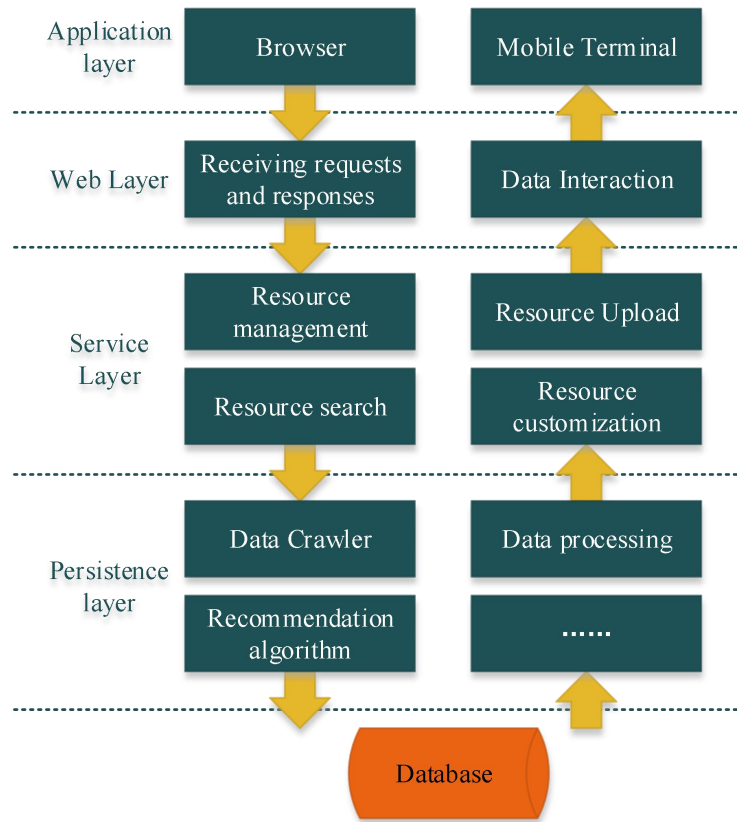 Application
layer
Browser
Mobile Terminal
Web Layer
Receiving requests
and responses
Data Interaction
Service
Layer
Resource
management
Resource Upload
Resource search
Resource
customization
Persistence
layer
Data Crawler
Data processing
Recommendation
algorithm
......
Database